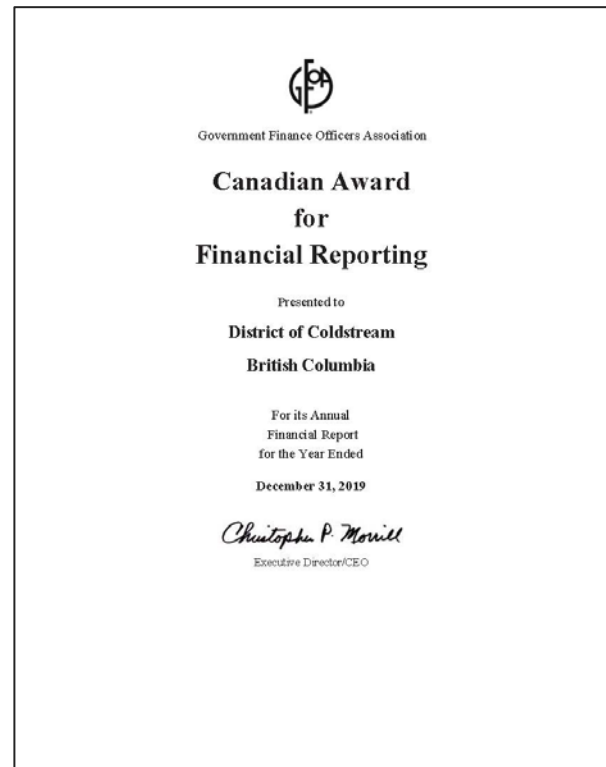 GFOA
Government Finance Officers Association
Canadian Award
for
Financial Reporting
Presented to
District of Coldstream
British Columbia
For its Annual
Financial Report
for the Year Ended
December 31, 2019
Christopher P. Morrill
Executive Director/CEO